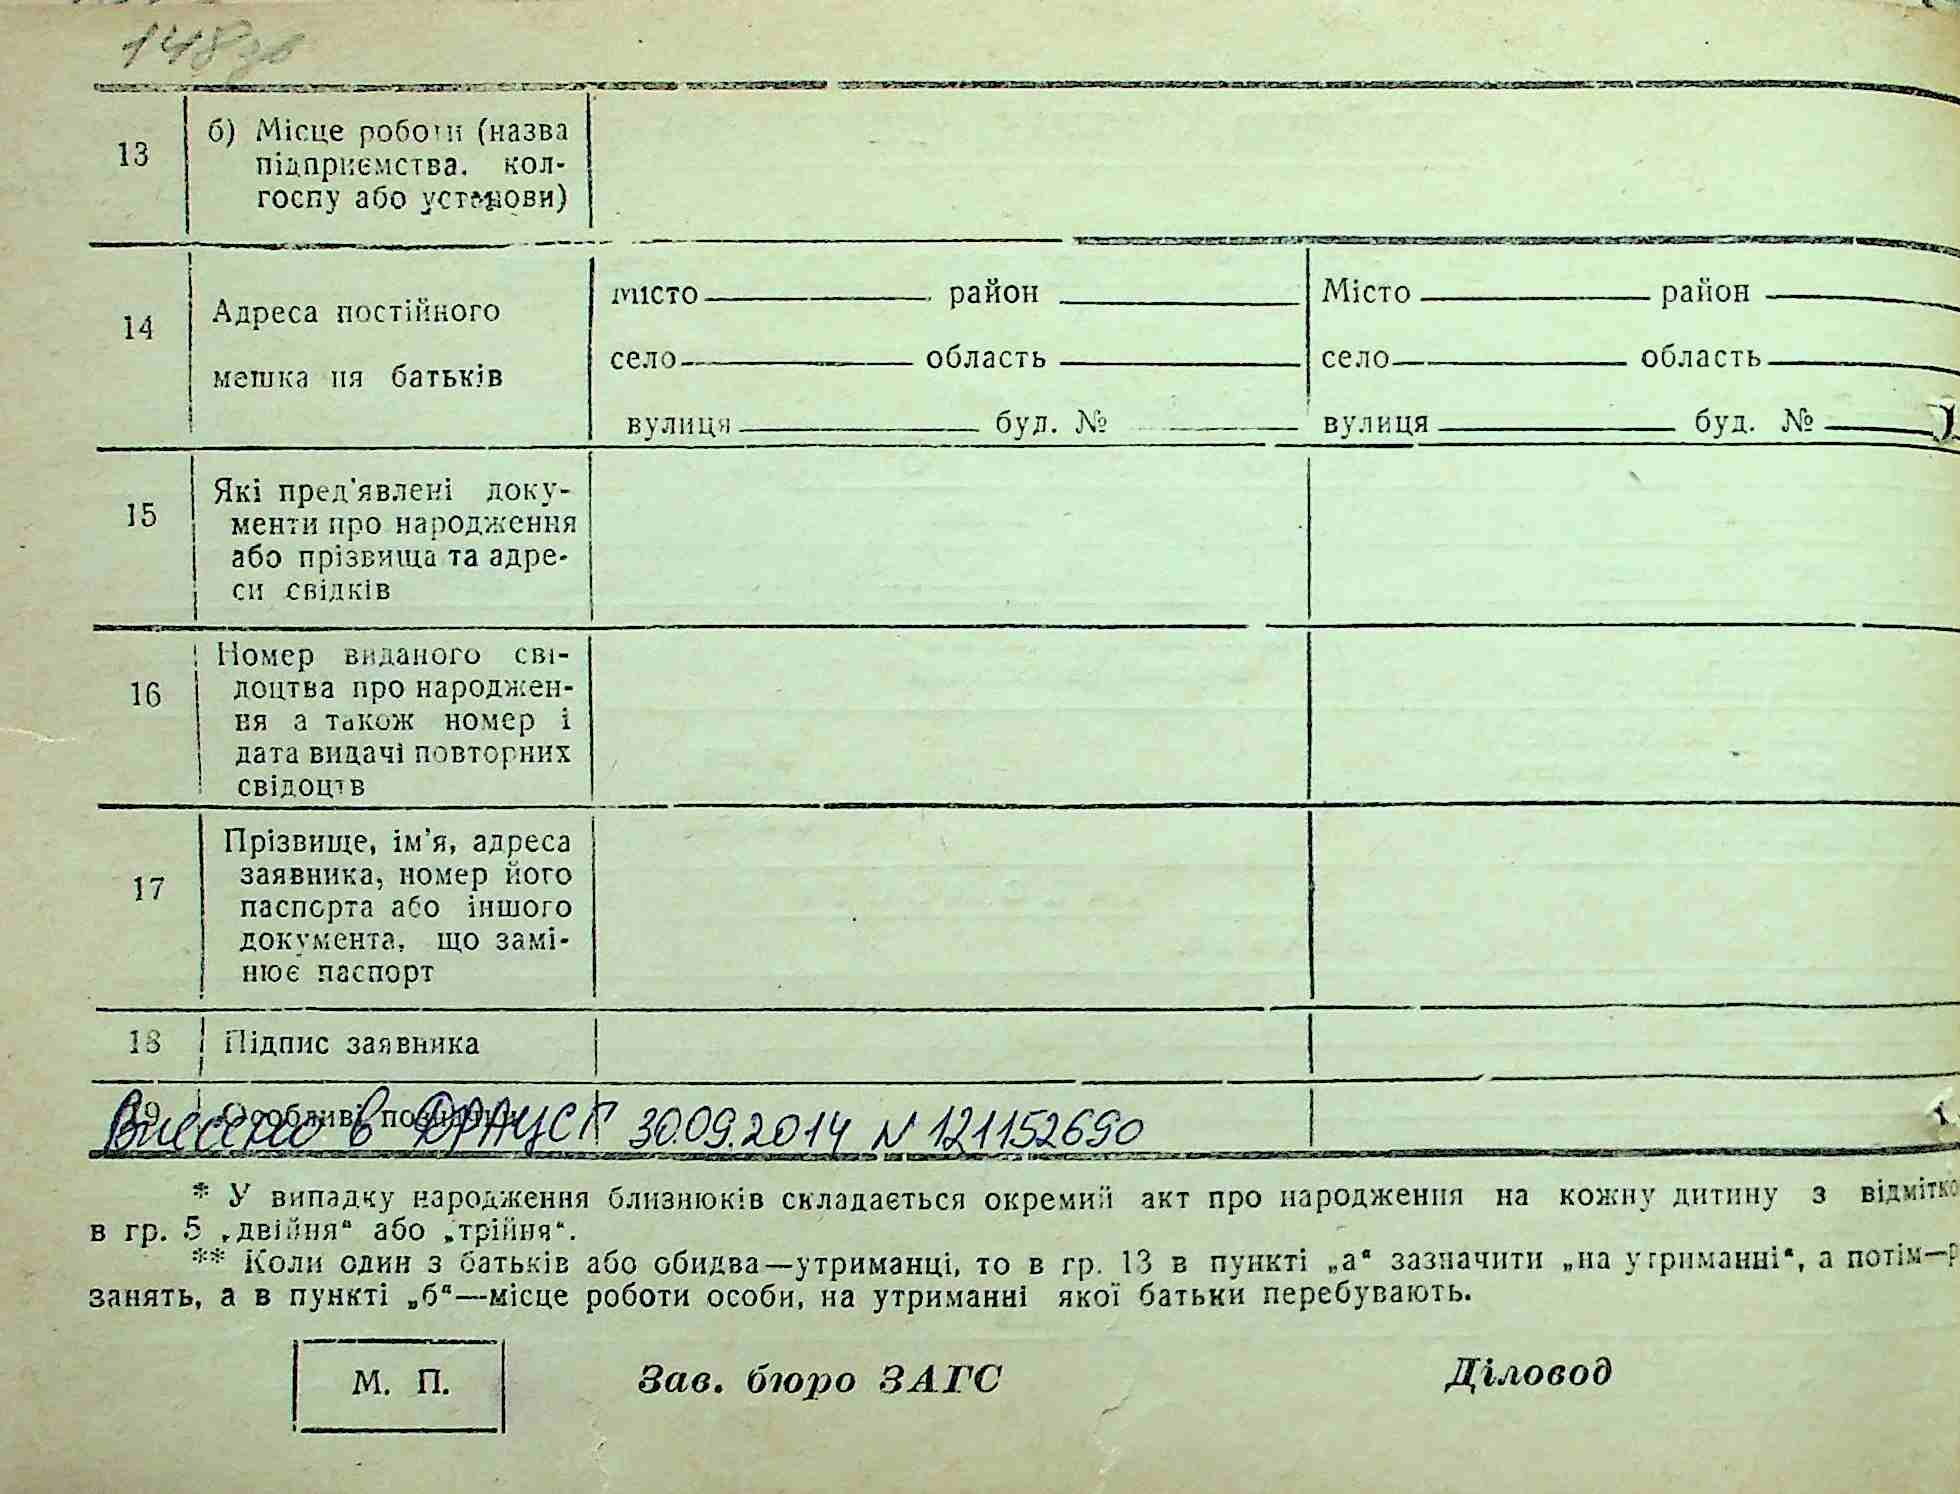 148зв
13
б) Місце роботи (назва
підприємства. кол-
госпу або установи)
14
Адреса постійного
мешка ня батьків
місто район
село область
вулиця буд. №
Місто район
село область
вулиця буд. №
15
Які пред'явлені доку-
менти про народження
або прізвища та адре-
си свідків
16
Номер виданого сві-
доцтва про народжен-
ня а також номер і
дата видачі повторних
свідоцтв
17
Прізвище, ім'я, адреса
заявника, номер його
паспорта або іншого
документа, що замі-
нює паспорт
18
Підпис заявника
19
Особливі
Внесено в ДРАЦСГ 30.09.2014 N 121152690
* У випадку народження близнюків складається окремий акт про народження на кожну дитину з відмітко
в гр. 5 „двійня“ або „трійня“.
** Коли один з батьків або обидва—утриманці, то в гр. 13 в пункті „а“ зазначити „на утриманні“, а потім—р
занять, а в пункті „б“—місце роботи особи, на утриманні якої батьки перебувають.
М. П.
Зав. бюро ЗАГС
Діловод